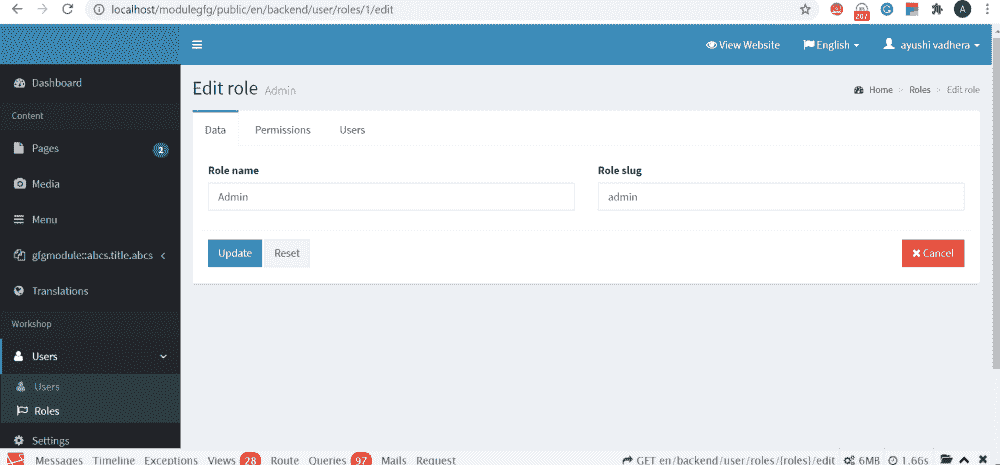 localhost/modulegfg/public/en/backend/user/roles/1/edit
267
A
View Website
English
ayushi vadhera
Dashboard
Edit role Admin
Home > Roles > Edit role
Content
Data
Permissions
Users
Pages
2
Media
Role name
Role slug
Admin
admin
Menu
gfgmodule::abcs.title.abcs
Update
Reset
Cancel
Translations
Workshop
Users
Users
Roles
Settings
Messages Timeline Exceptions Views 28 Route Queries 97 Mails Request
GET en/backend/user/roles/{roles}/edit 6MB 1.66s